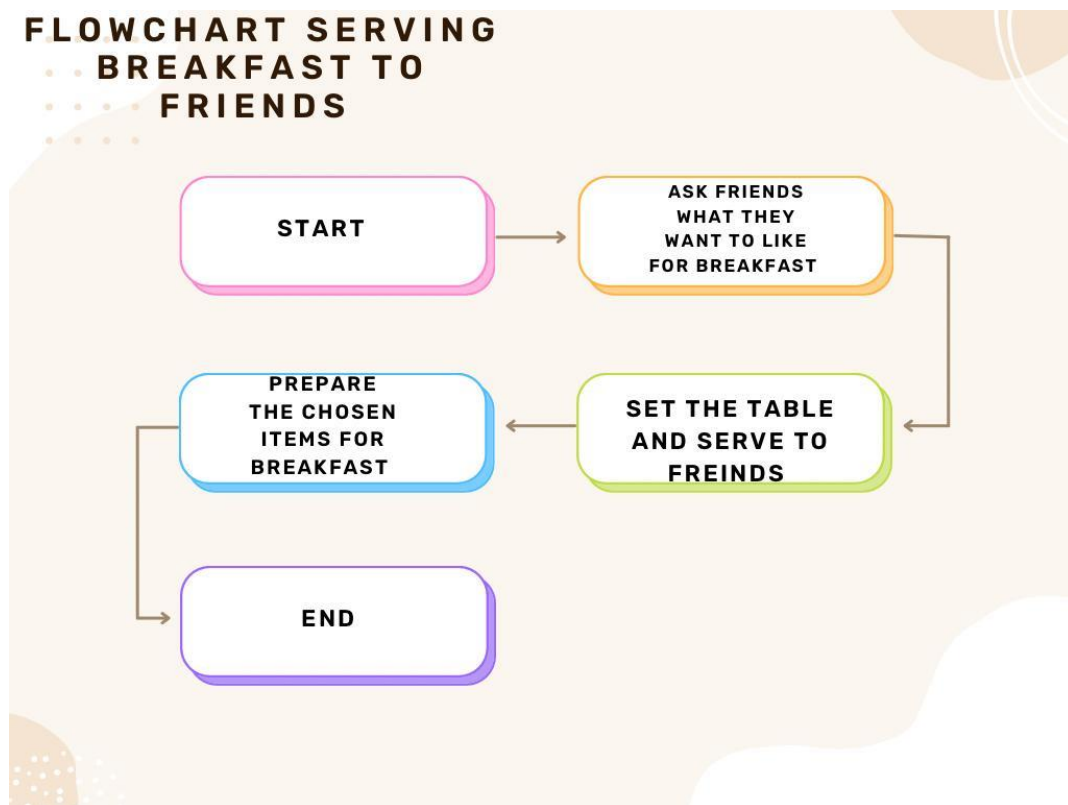 FLOWCHART SERVING
BREAKFAST TO
FRIENDS
START
ASK FRIENDS
WHAT THEY
WANT TO LIKE
FOR BREAKFAST
SET THE TABLE
AND SERVE TO
FREINDS
PREPARE
THE CHOSEN
ITEMS FOR
BREAKFAST
END